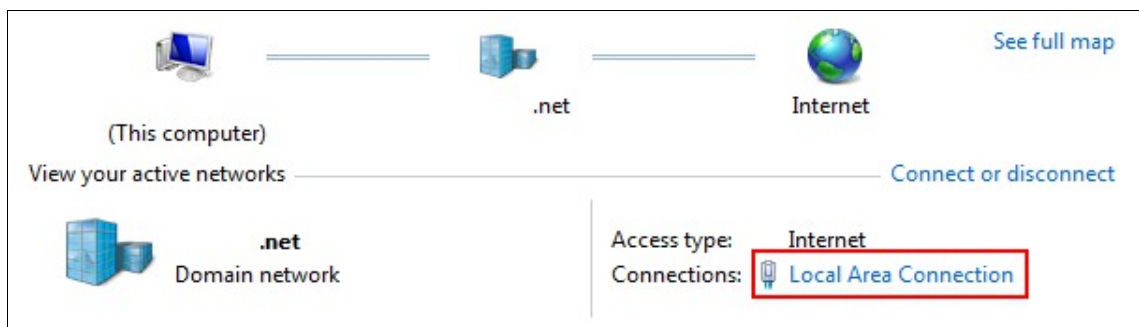 See full map
.net
Internet
(This computer)
View your active networks
Connect or disconnect
.net
Domain network
Access type: Internet
Connections: Local Area Connection